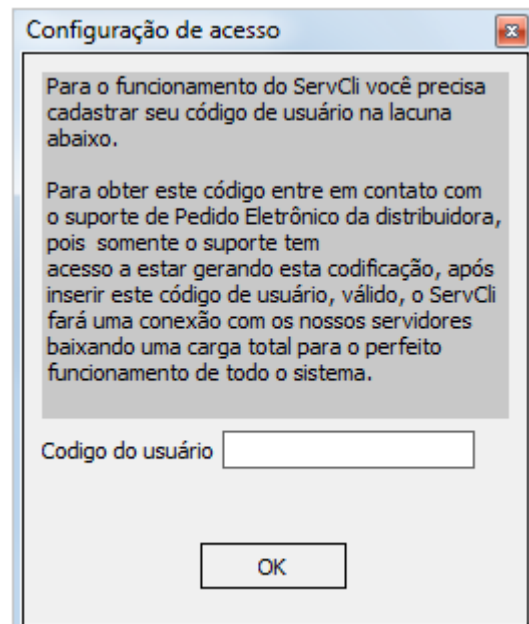 Configuração de acesso
Para o funcionamento do ServCli você precisa
cadastrar seu código de usuário na lacuna
abaixo.
Para obter este código entre em contato com
o suporte de Pedido Eletrônico da distribuidora,
pois  somente o suporte tem
acesso a estar gerando esta codificação, após
inserir este código de usuário, válido, o ServCli
fará uma conexão com os nossos servidores
baixando uma carga total para o perfeito
funcionamento de todo o sistema.
Codigo do usuário
OK